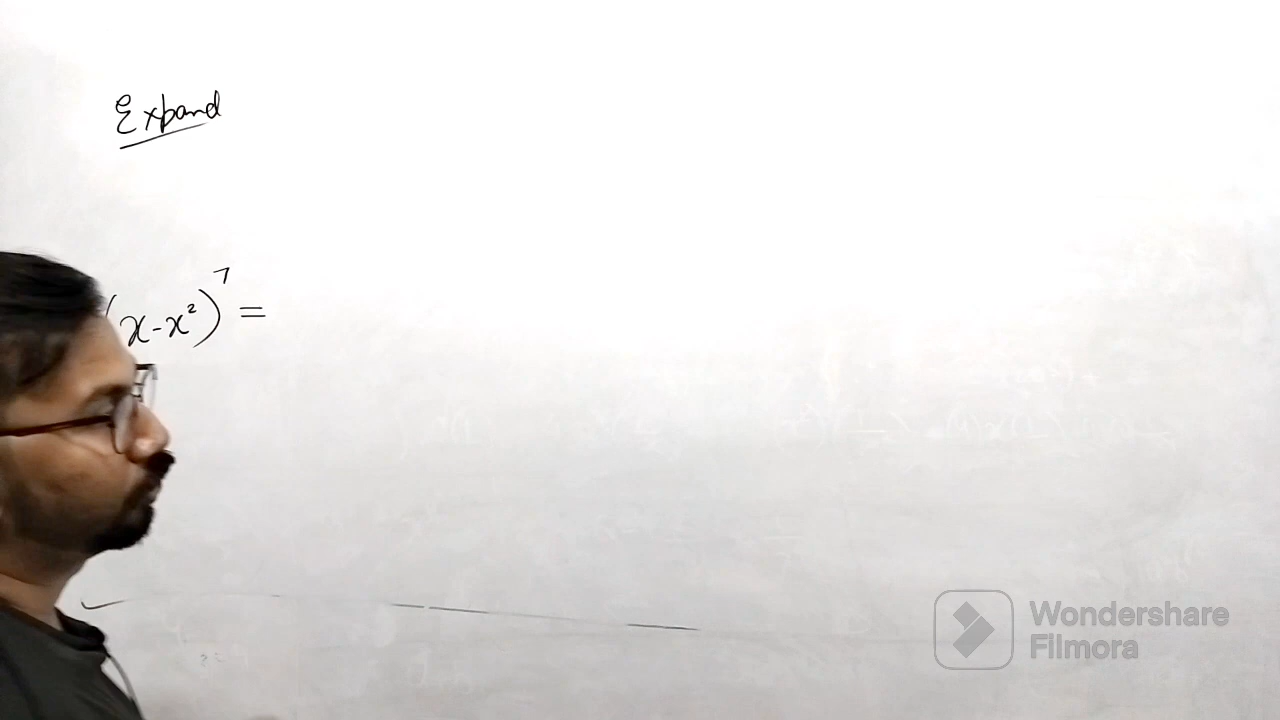 Expand
(x-x²)⁷ =
Wondershare
Filmora